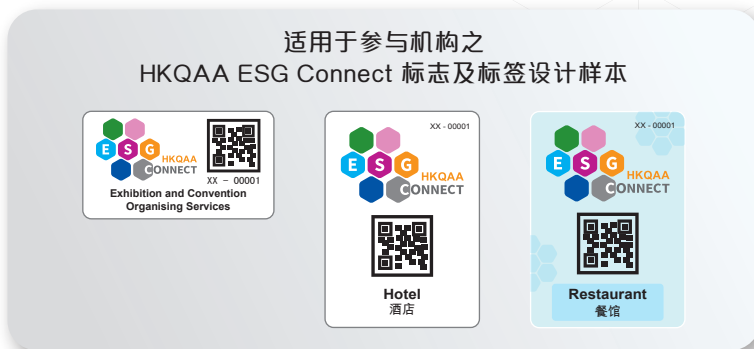 适用于参与机构之
HKQAA ESG Connect 标志及标签设计样本
E S G
HKQAA
CONNECT
XX - 00001
Exhibition and Convention
Organising Services
XX - 00001
E S G
HKQAA
CONNECT
Hotel
酒店
XX - 00001
E S G
HKQAA
CONNECT
Restaurant
餐馆